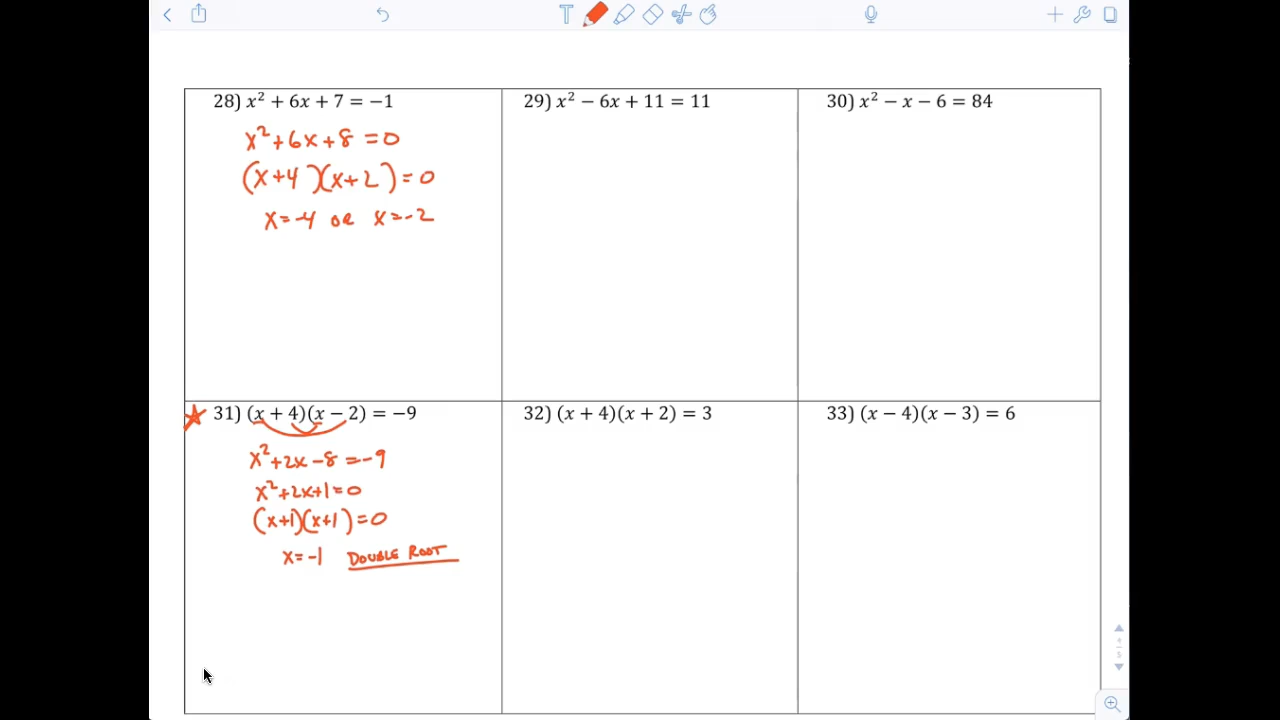 28) x² + 6x + 7 = −1
x²+6x+8 =0
(x+4)(x+2)=0
x=-4 or x=-2
29) x² − 6x + 11 = 11
30) x² − x − 6 = 84
31) (x + 4)(x − 2) = −9
x²+2x-8=-9
x²+2x+1=0
(x+1)(x+1)=0
x=-1 DOUBLE ROOT
32) (x + 4)(x + 2) = 3
33) (x − 4)(x − 3) = 6